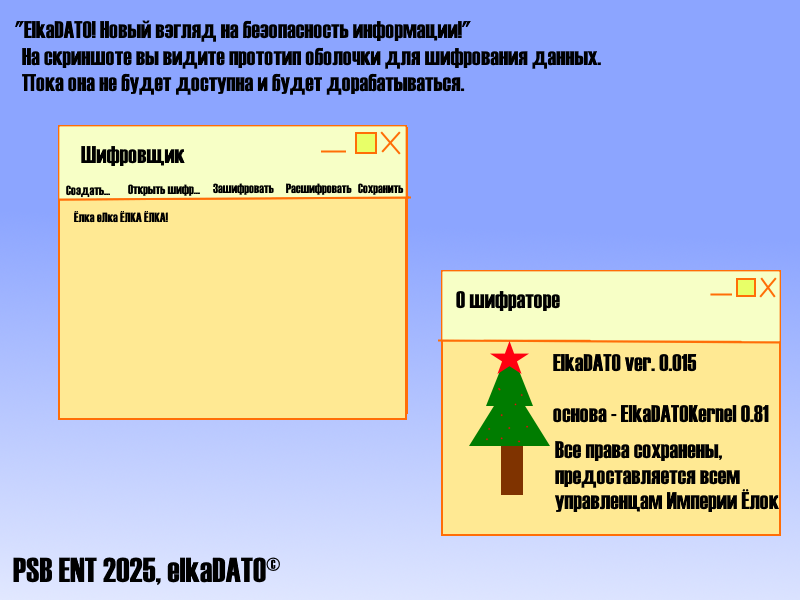 "ElkaDATO! Новый взгляд на безопасность информации!"
На скриншоте вы видите прототип оболочки для шифрования данных.
Пока она не будет доступна и будет дорабатываться.
Шифровщик
Создать... Открыть шифр... Зашифровать Расшифровать Сохранить
Ёлка еЛка ЁЛКА ЁЛКА!
О шифраторе
ElkaDATO ver. 0.015
основа - ElkaDATOKernel 0.81
Все права сохранены,
предоставляется всем
управленцам Империи Ёлок
PSB ENT 2025, elkaDATO©